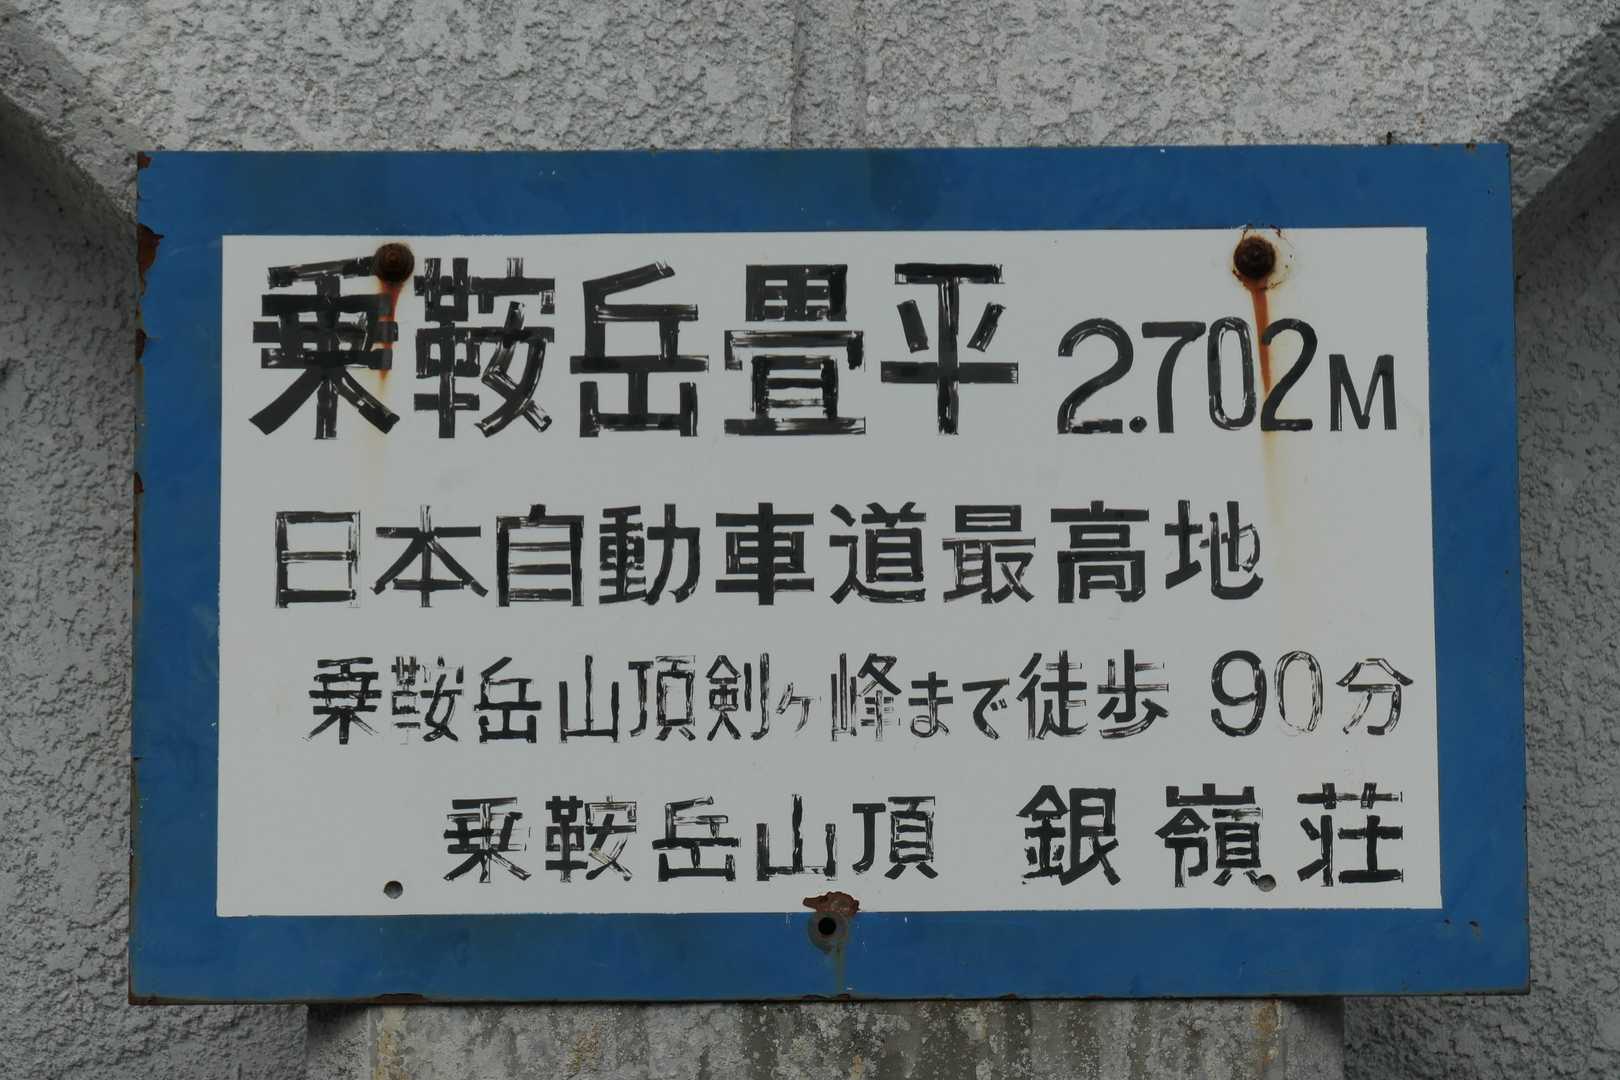 乗鞍岳畳平 2.702M
日本自動車道最高地
乗鞍岳山頂剣ヶ峰まで徒歩 90分
乗鞍岳山頂 銀嶺荘